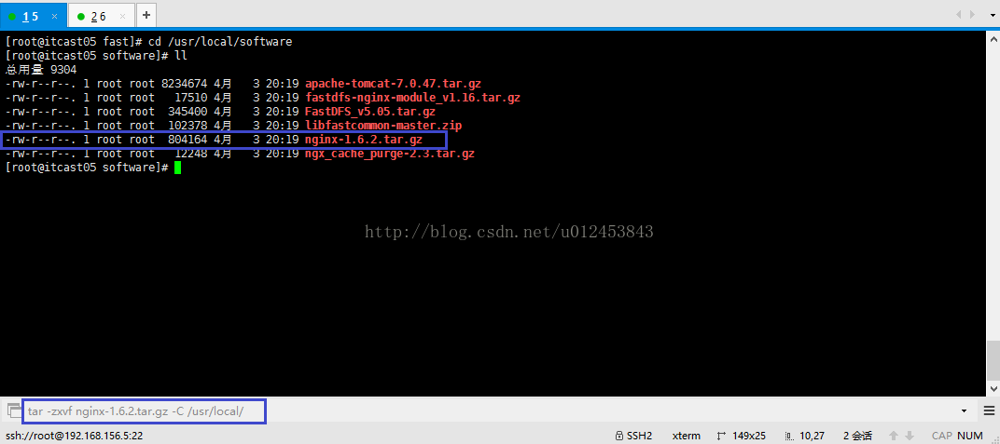 1 5 × 2 6 × +
[root@itcast05 fast]# cd /usr/local/software
[root@itcast05 software]# ll
总用量 9304
-rw-r--r--. 1 root root 8234674 4月   3 20:19 apache-tomcat-7.0.47.tar.gz
-rw-r--r--. 1 root root   17510 4月   3 20:19 fastdfs-nginx-module_v1.16.tar.gz
-rw-r--r--. 1 root root  345400 4月   3 20:19 FastDFS_v5.05.tar.gz
-rw-r--r--. 1 root root  102378 4月   3 20:19 libfastcommon-master.zip
-rw-r--r--. 1 root root  804164 4月   3 20:19 nginx-1.6.2.tar.gz
-rw-r--r--. 1 root root   12248 4月   3 20:19 ngx_cache_purge-2.3.tar.gz
[root@itcast05 software]#
http://blog.csdn.net/u012453843
tar -zxvf nginx-1.6.2.tar.gz -C /usr/local/
ssh://root@192.168.156.5:22 SSH2 xterm 149x25 10,27 2 会话 CAP NUM